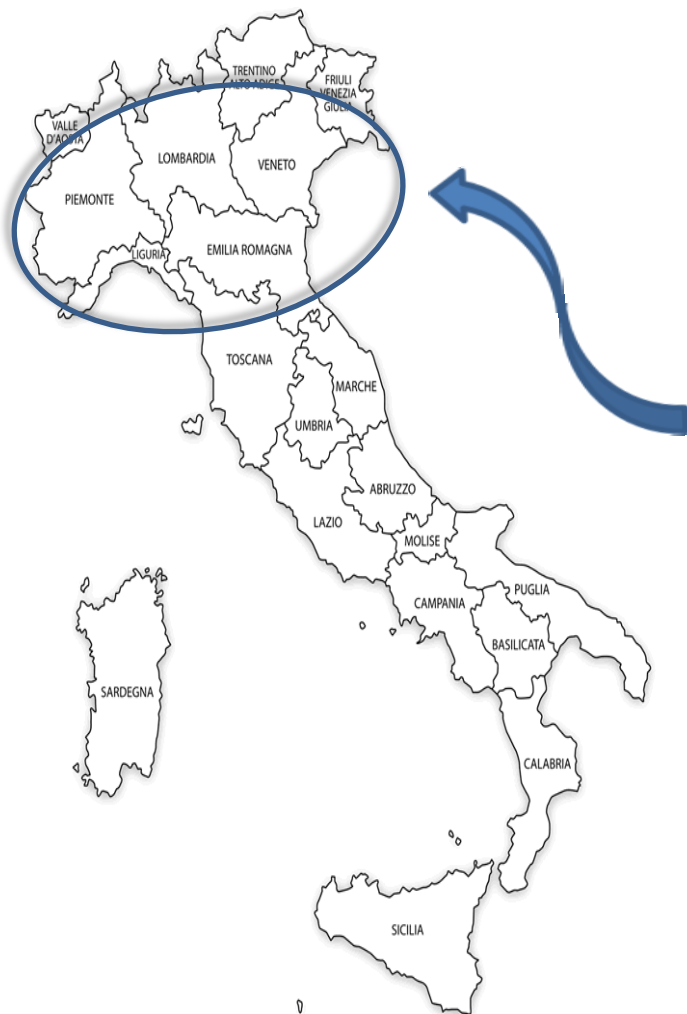 TRENTINO
ALTO ADIGE
FRIULI
VENEZIA
GIULIA
VALLE
D'AOSTA
LOMBARDIA
VENETO
PIEMONTE
EMILIA ROMAGNA
LIGURIA
TOSCANA
MARCHE
UMBRIA
ABRUZZO
LAZIO
MOLISE
PUGLIA
CAMPANIA
BASILICATA
SARDEGNA
CALABRIA
SICILIA